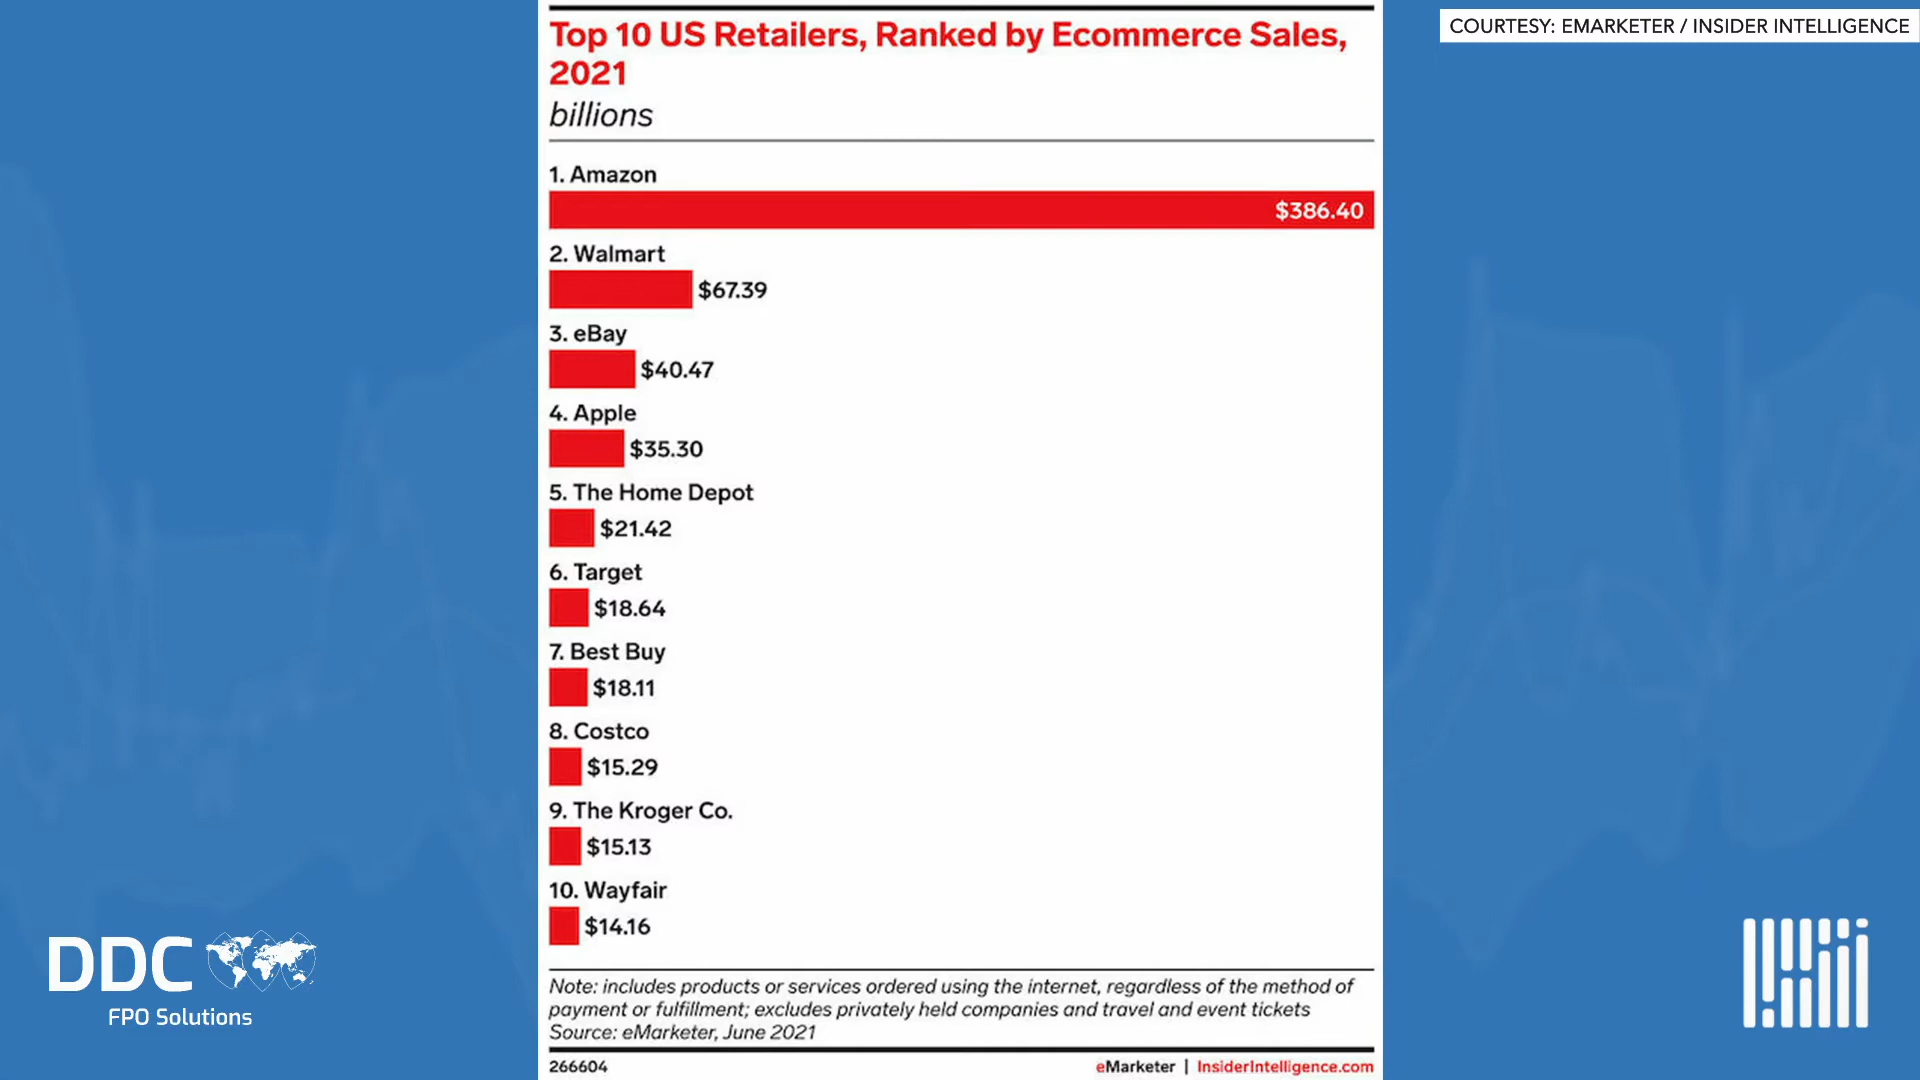 COURTESY: EMARKETER / INSIDER INTELLIGENCE
Top 10 US Retailers, Ranked by Ecommerce Sales,
2021
billions
1. Amazon
$386.40
2. Walmart
$67.39
3. eBay
$40.47
4. Apple
$35.30
5. The Home Depot
$21.42
6. Target
$18.64
7. Best Buy
$18.11
8. Costco
$15.29
9. The Kroger Co.
$15.13
10. Wayfair
$14.16
Note: includes products or services ordered using the internet, regardless of the method of
payment or fulfillment; excludes privately held companies and travel and event tickets
Source: eMarketer, June 2021
266604
eMarketer | InsiderIntelligence.com
DDC
FPO Solutions